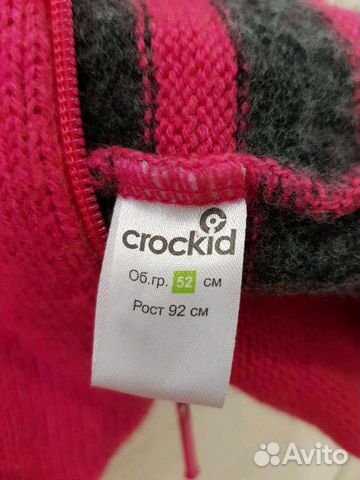 crockid
Об.гр. 52 см
Рост 92 см
Avito